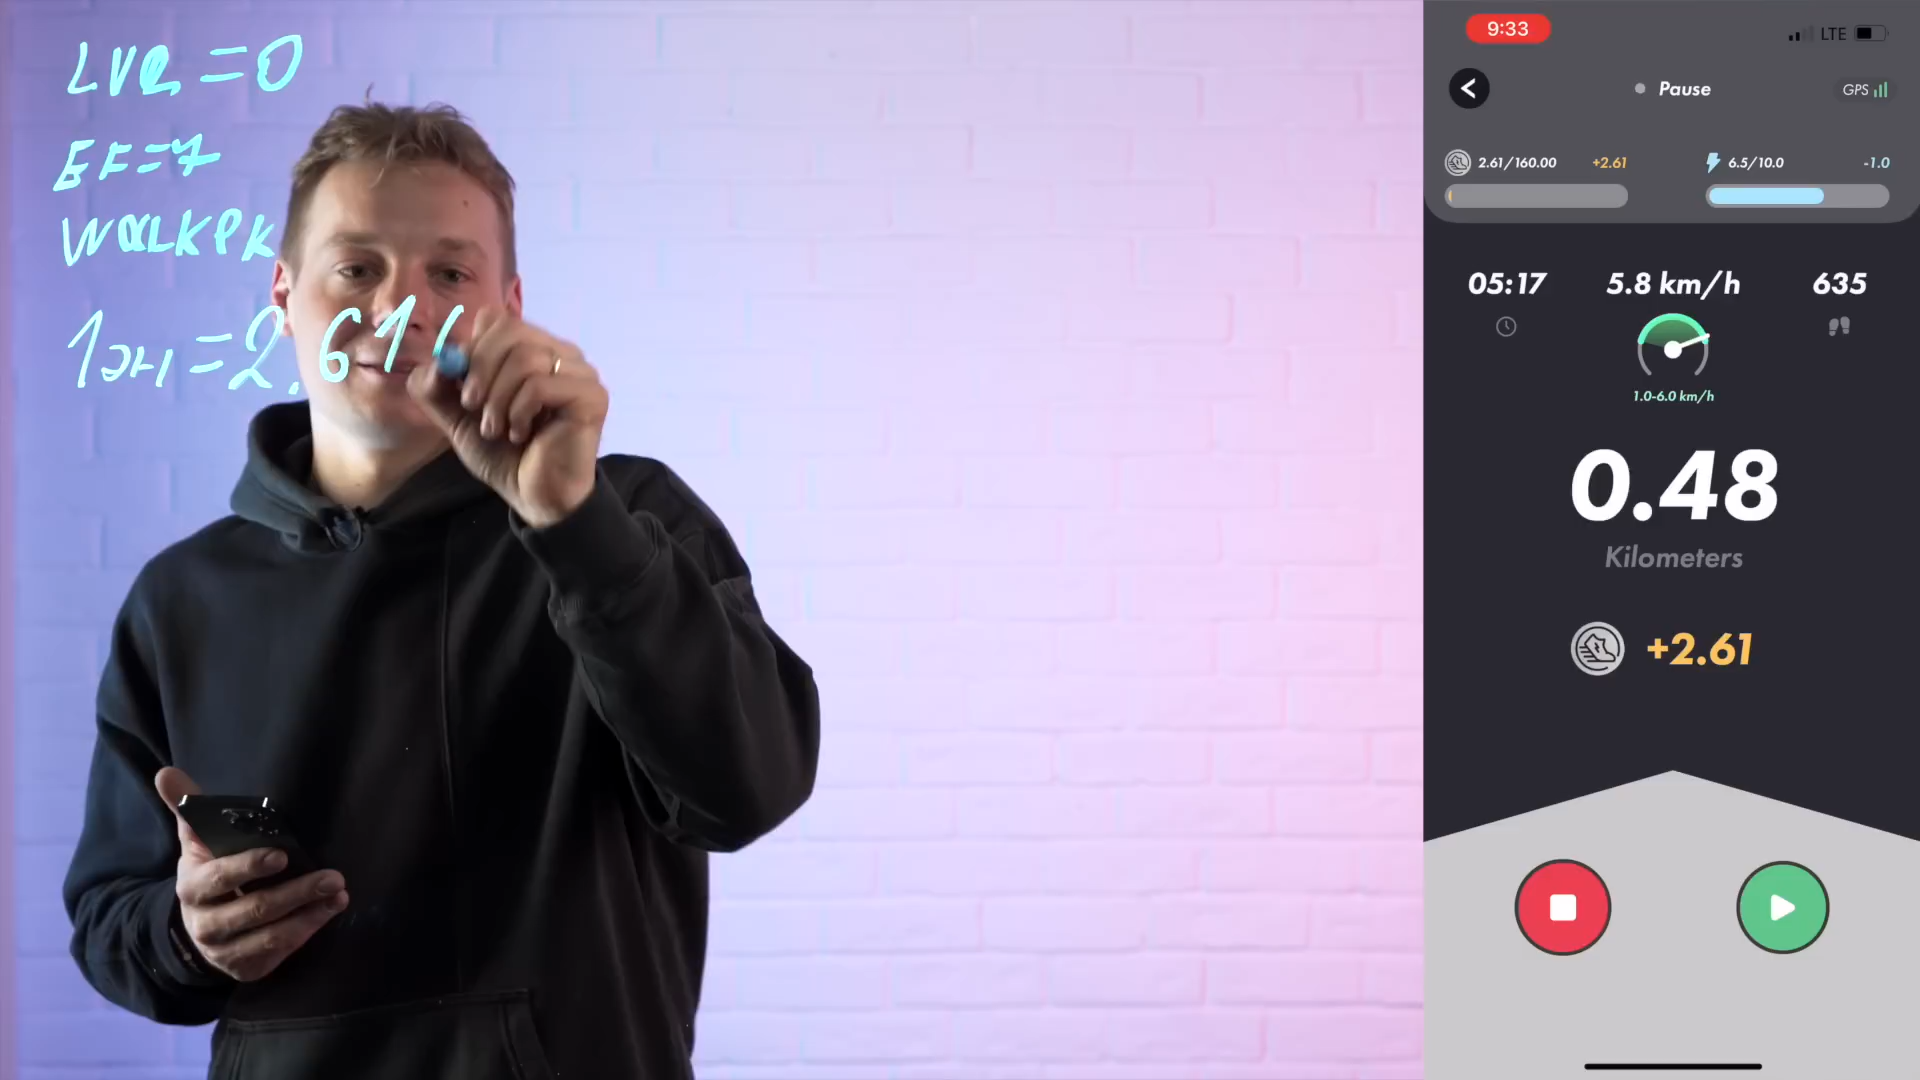 LVL = 0
EF = 7
WALKER
1эн = 2.61
9:33
LTE
Pause
GPS
2.61/160.00 +2.61
6.5/10.0 -1.0
05:17 5.8 km/h 635
1.0-6.0 km/h
0.48
Kilometers
+2.61